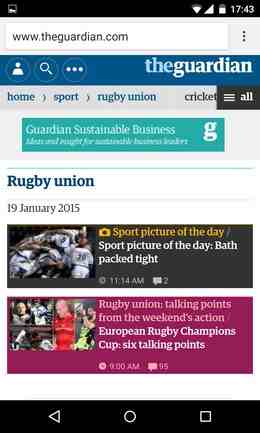 17:43
www.theguardian.com
theguardian
home › sport › rugby union cricket all
Guardian Sustainable Business
Ideas and insight for sustainable business leaders
g
Rugby union
19 January 2015
Sport picture of the day /
Sport picture of the day: Bath
packed tight
11:14 AM 2
Rugby union: talking points
from the weekend's action /
European Rugby Champions
Cup: six talking points
9:00 AM 95